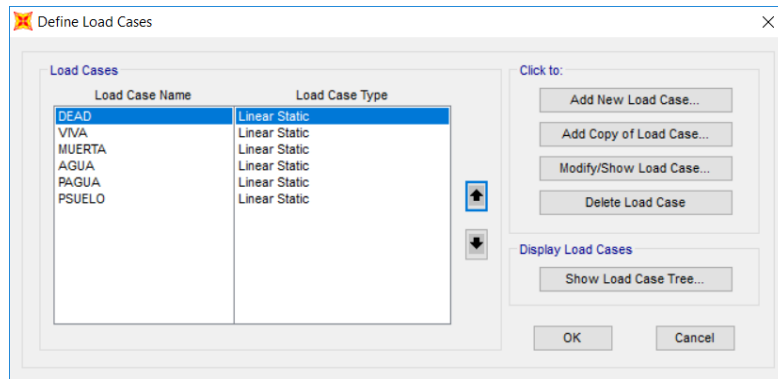 Define Load Cases
Load Cases
Load Case Name Load Case Type
DEAD Linear Static
VIVA Linear Static
MUERTA Linear Static
AGUA Linear Static
PAGUA Linear Static
PSUELO Linear Static
Click to:
Add New Load Case...
Add Copy of Load Case...
Modify/Show Load Case...
Delete Load Case
Display Load Cases
Show Load Case Tree...
OK Cancel